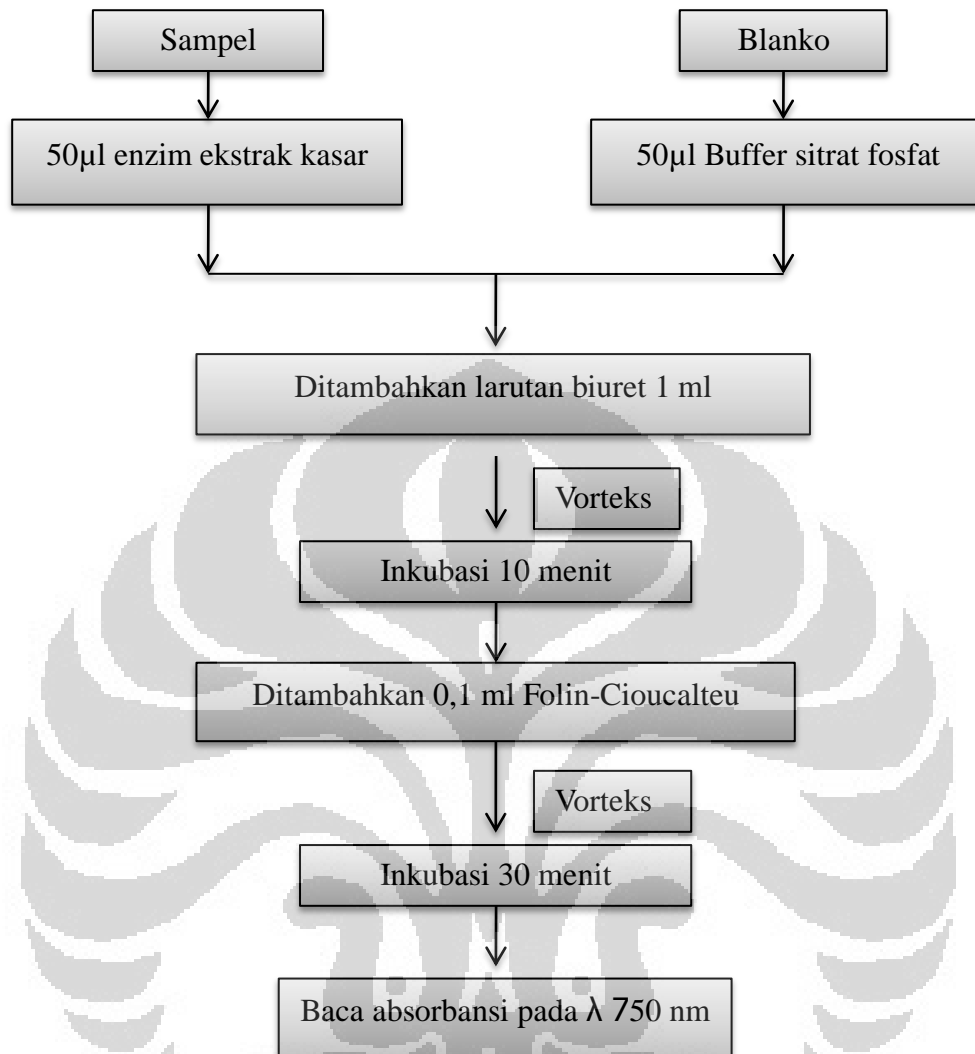 Sampel
Blanko
50µl enzim ekstrak kasar
50µl Buffer sitrat fosfat
Ditambahkan larutan biuret 1 ml
Vorteks
Inkubasi 10 menit
Ditambahkan 0,1 ml Folin-Cioucalteu
Vorteks
Inkubasi 30 menit
Baca absorbansi pada λ 750 nm